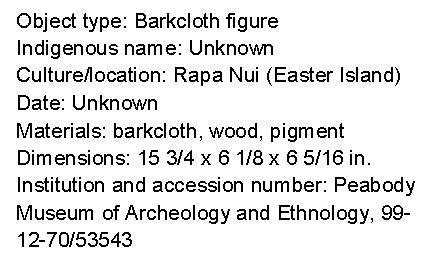 Object type: Barkcloth figure
Indigenous name: Unknown
Culture/location: Rapa Nui (Easter Island)
Date: Unknown
Materials: barkcloth, wood, pigment
Dimensions: 15 3/4 x 6 1/8 x 6 5/16 in.
Institution and accession number: Peabody
Museum of Archeology and Ethnology, 99-
12-70/53543